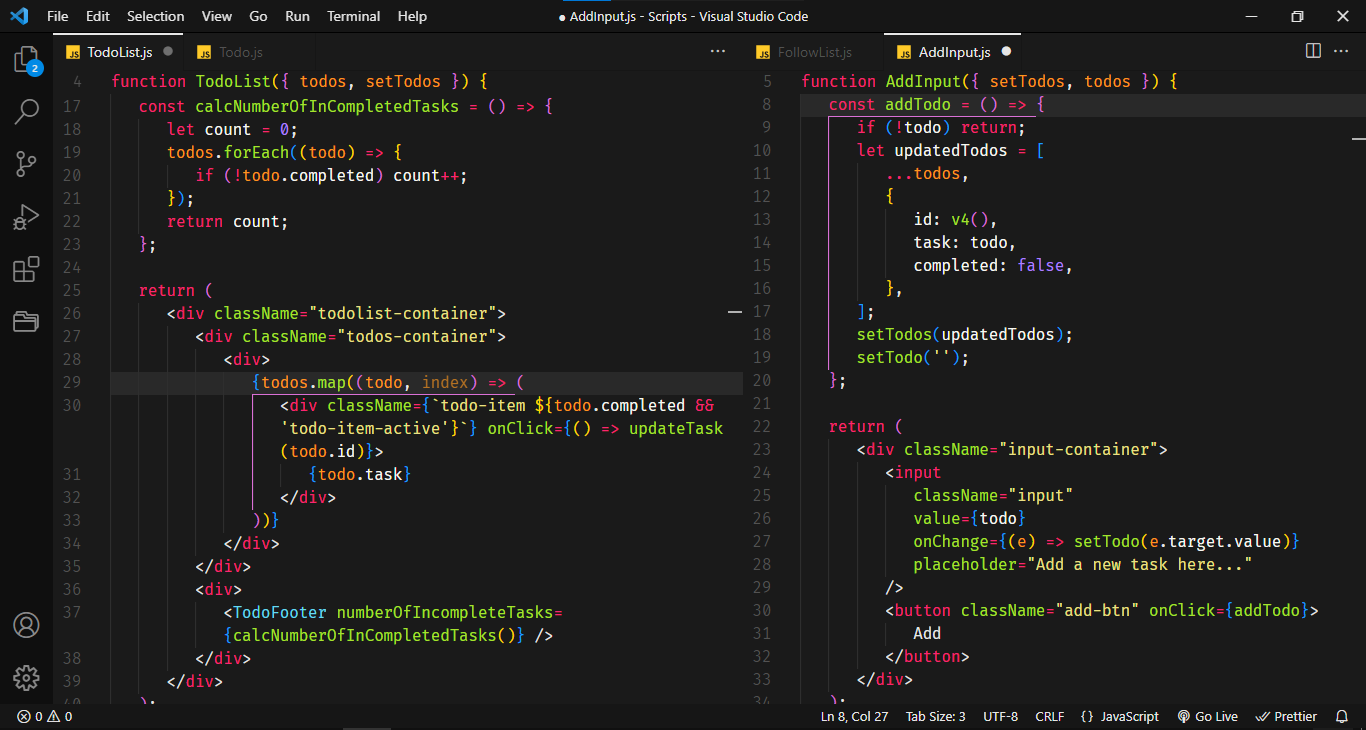 File Edit Selection View Go Run Terminal Help
● AddInput.js - Scripts - Visual Studio Code
2
JS TodoList.js ●
JS Todo.js
···
4 function TodoList({ todos, setTodos }) {
17 const calcNumberOfInCompletedTasks = () => {
18 let count = 0;
19 todos.forEach((todo) => {
20 if (!todo.completed) count++;
21 });
22 return count;
23 };
24
25 return (
26 <div className="todolist-container">
27 <div className="todos-container">
28 <div>
29 {todos.map((todo, index) => (
30 <div className={`todo-item ${todo.completed &&
'todo-item-active'}`} onClick={() => updateTask
(todo.id)}>
31 {todo.task}
32 </div>
33 ))}
34 </div>
35 </div>
36 <div>
37 <TodoFooter numberOfIncompleteTasks=
{calcNumberOfInCompletedTasks()} />
38 </div>
39 </div>
40 );
JS FollowList.js
JS AddInput.js ●
···
5 function AddInput({ setTodos, todos }) {
8 const addTodo = () => {
9 if (!todo) return;
10 let updatedTodos = [
11 ...todos,
12 {
13 id: v4(),
14 task: todo,
15 completed: false,
16 },
17 ];
18 setTodos(updatedTodos);
19 setTodo('');
20 };
21
22 return (
23 <div className="input-container">
24 <input
25 className="input"
26 value={todo}
27 onChange={(e) => setTodo(e.target.value)}
28 placeholder="Add a new task here..."
29 />
30 <button className="add-btn" onClick={addTodo}>
31 Add
32 </button>
33 </div>
34 );
0 0
Ln 8, Col 27 Tab Size: 3 UTF-8 CRLF {} JavaScript Go Live Prettier